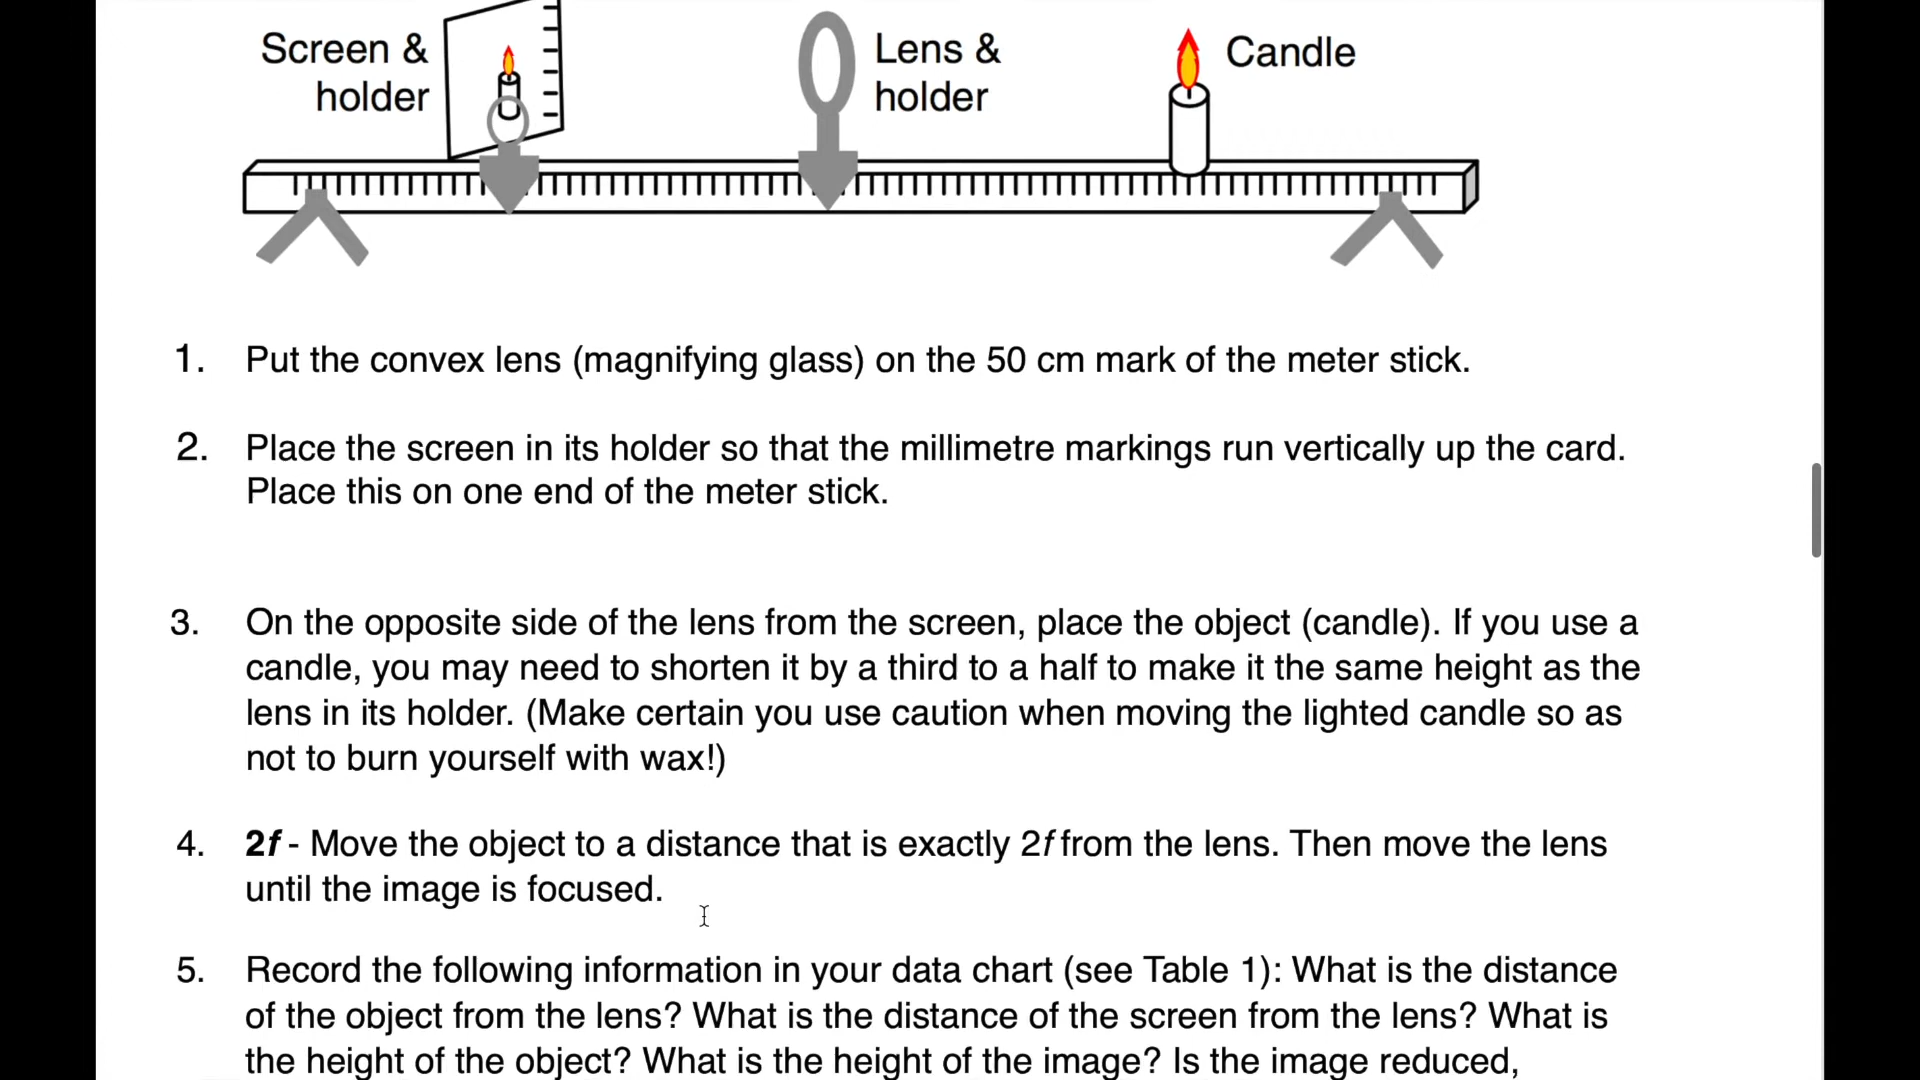 Screen &
holder
Lens &
holder
Candle
1. Put the convex lens (magnifying glass) on the 50 cm mark of the meter stick.
2. Place the screen in its holder so that the millimetre markings run vertically up the card.
Place this on one end of the meter stick.
3. On the opposite side of the lens from the screen, place the object (candle). If you use a
candle, you may need to shorten it by a third to a half to make it the same height as the
lens in its holder. (Make certain you use caution when moving the lighted candle so as
not to burn yourself with wax!)
4. 2f - Move the object to a distance that is exactly 2f from the lens. Then move the lens
until the image is focused.
5. Record the following information in your data chart (see Table 1): What is the distance
of the object from the lens? What is the distance of the screen from the lens? What is
the height of the object? What is the height of the image? Is the image reduced,